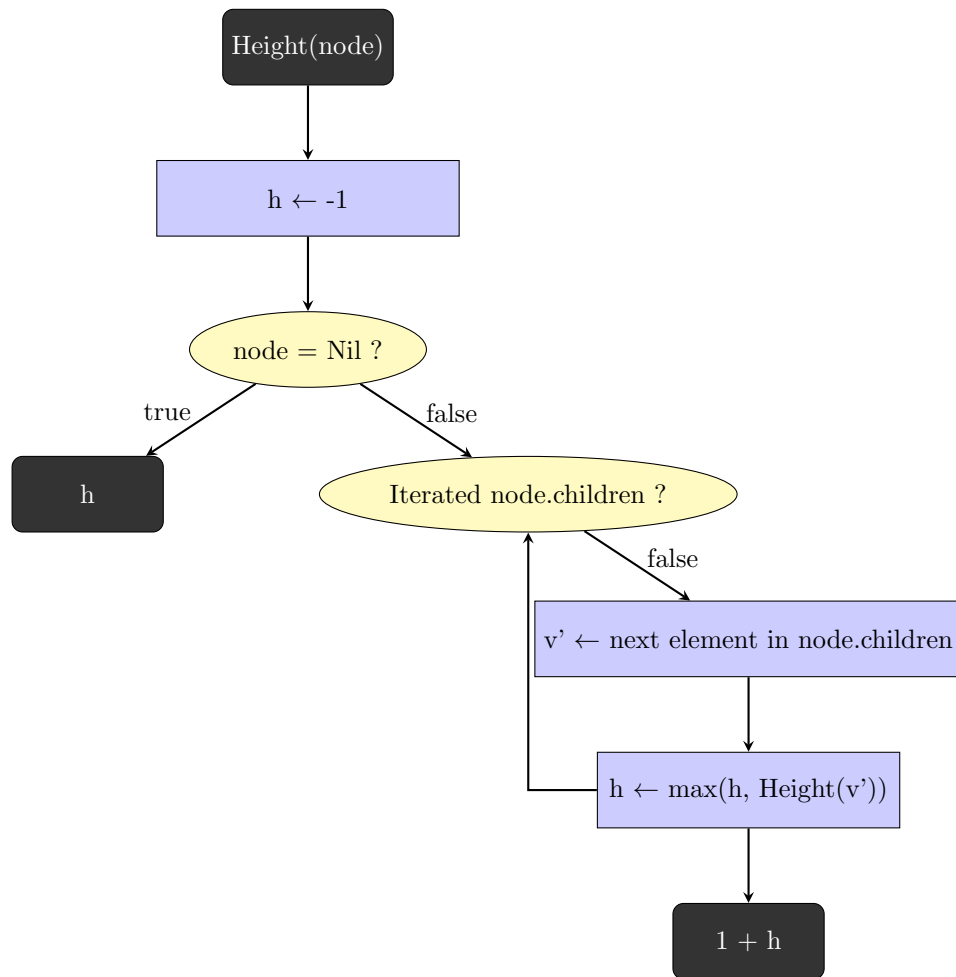 Height(node)
h ← -1
node = Nil ?
true
false
h
Iterated node.children ?
false
v’ ← next element in node.children
h ← max(h, Height(v’))
1 + h